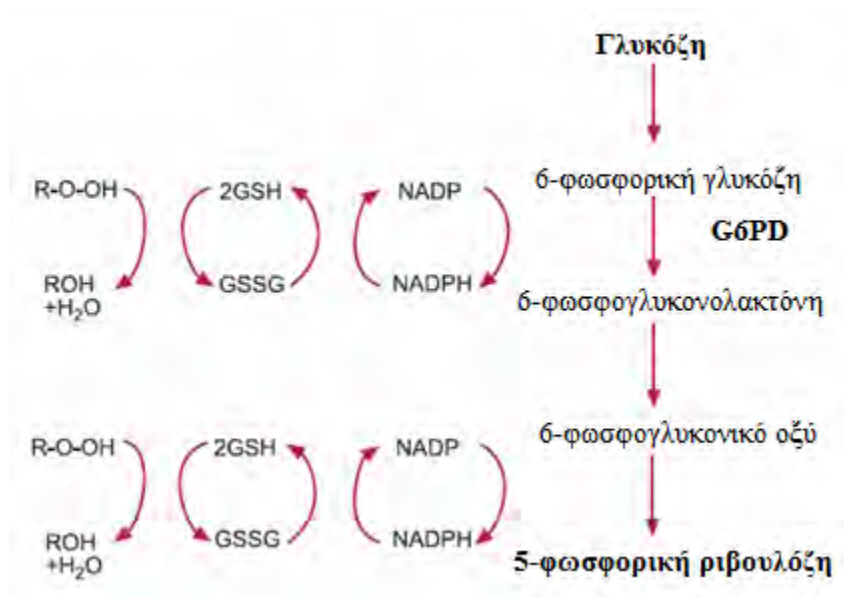 Γλυκόζη
R-O-OH 2GSH NADP 6-φωσφορική γλυκόζη
G6PD
ROH GSSG NADPH 6-φωσφογλυκονολακτόνη
+H₂O
R-O-OH 2GSH NADP 6-φωσφογλυκονικό οξύ
ROH GSSG NADPH 5-φωσφορική ριβουλόζη
+H₂O